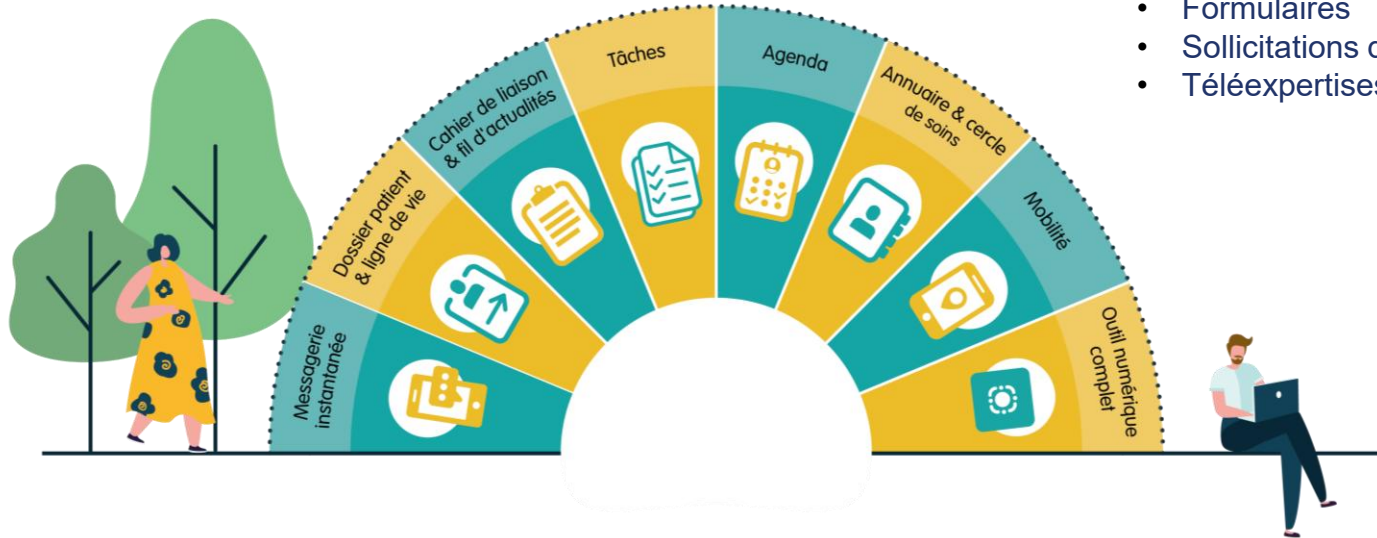 Messagerie
instantanée
Dossier patient
& ligne de vie
Cahier de liaison
& fil d'actualités
Tâches
Agenda
Annuaire & cercle
de soins
Mobilité
Outil numérique
complet
• Formulaires
• Sollicitations
• Téléexpertises